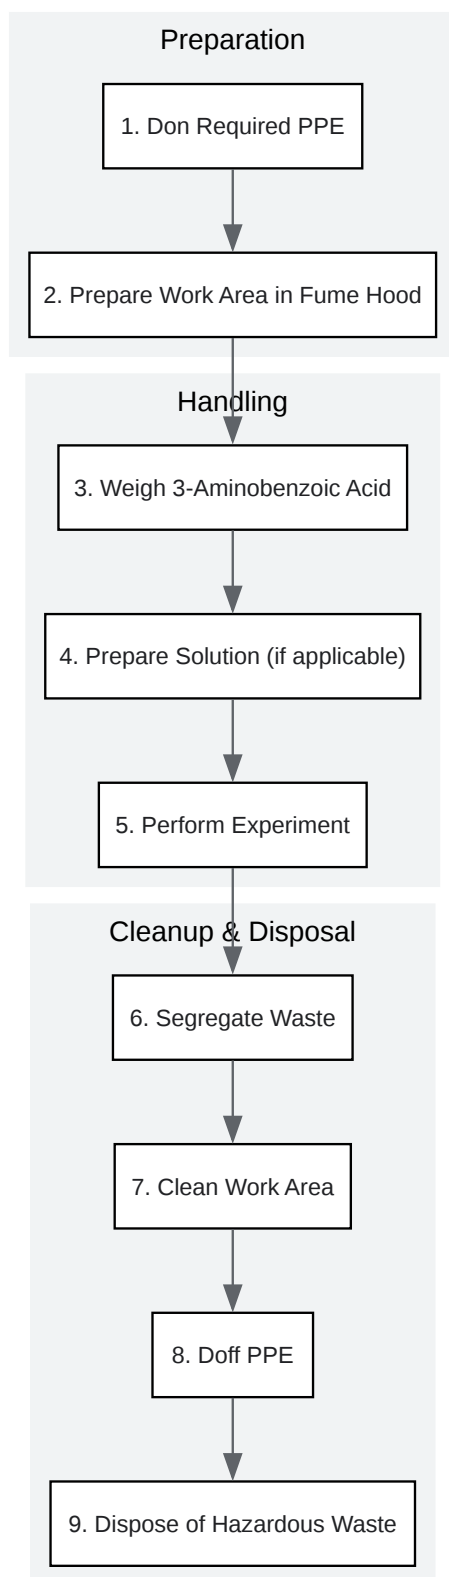 Preparation
1. Don Required PPE
2. Prepare Work Area in Fume Hood
Handling
3. Weigh 3-Aminobenzoic Acid
4. Prepare Solution (if applicable)
5. Perform Experiment
Cleanup & Disposal
6. Segregate Waste
7. Clean Work Area
8. Doff PPE
9. Dispose of Hazardous Waste